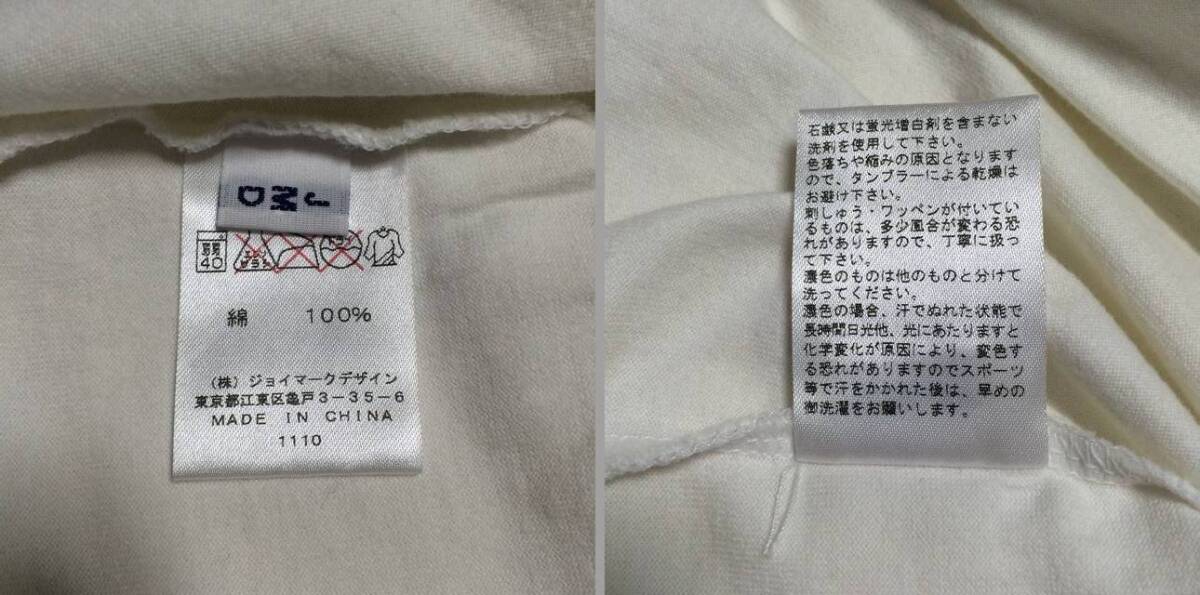 J
M
D
弱
40
エンソ
サラシ
ドライ
綿 100%
(株) ジョイマークデザイン
東京都江東区亀戸3-35-6
MADE IN CHINA
1110
石鹸又は蛍光増白剤を含まない
洗剤を使用して下さい。
色落ちや縮みの原因となります
ので、タンブラーによる乾燥は
お避け下さい。
刺しゅう・ワッペンが付いてい
るものは、多少風合が変わる恐
れがありますので、丁寧に扱っ
て下さい。
濃色のものは他のものと分けて
洗ってください。
濃色の場合、汗でぬれた状態で
長時間日光他、光にあたりますと
化学変化が原因により、変色す
る恐れがありますのでスポーツ
等で汗をかかれた後は、早めの
御洗濯をお願いします。